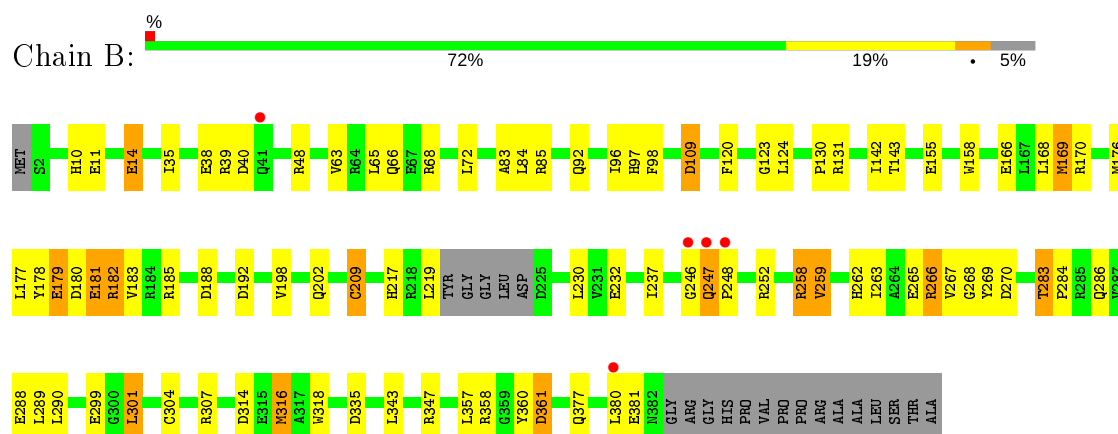 %
Chain B:
72% 19% • 5%
MET S2 H10 E11 E14 I35 E38 R39 D40 Q41 R48 V63 R64 L65 Q66 E67 R68 L72 A83 L84 R85 Q92 I96 H97 F98 D109 F120 G123 L124 P130 R131 I142 T143 E155 W158 E166 L167 L168 M169 R170 M176
L177 Y178 E179 D180 E181 R182 V183 R184 R185 D188 D192 V198 Q202 C209 H217 R218 L219 TYR GLY GLY LEU ASP D225 L230 V231 E232 I237 G246 Q247 P248 R252 R258 V259 H262 I263 A264 E265 R266 V267 G268 Y269 D270 T283 P284 R285 Q286 V287
E288 L289 L290 E299 G300 L301 C304 R307 D314 E315 M316 A317 W318 D335 L343 R347 L357 R358 G359 Y360 D361 Q377 L380 E381 N382 GLY ARG GLY HIS PRO VAL PRO PRO ARG ALA ALA LEU SER THR ALA